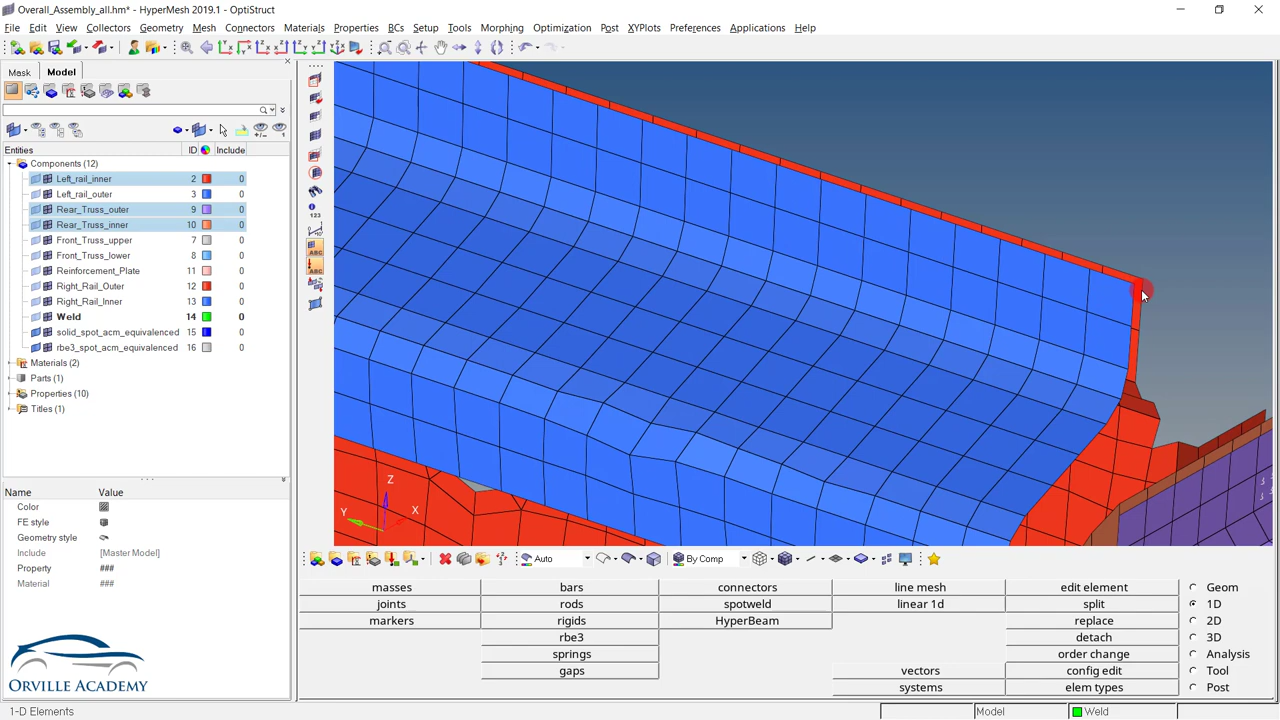 Overall_Assembly_all.hm* - HyperMesh 2019.1 - OptiStruct
File Edit View Collectors Geometry Mesh Connectors Materials Properties BCs Setup Tools Morphing Optimization Post XYPlots Preferences Applications Help
Mask Model
Entities ID Include
Components (12)
Left_rail_inner 2 0
Left_rail_outer 3 0
Rear_Truss_outer 9 0
Rear_Truss_inner 10 0
Front_Truss_upper 7 0
Front_Truss_lower 8 0
Reinforcement_Plate 11 0
Right_Rail_Outer 12 0
Right_Rail_Inner 13 0
Weld 14 0
solid_spot_acm_equivalenced 15 0
rbe3_spot_acm_equivalenced 16 0
Materials (2)
Parts (1)
Properties (10)
Titles (1)
Name Value
Color
FE style
Geometry style
Include [Master Model]
Property ###
Material ###
ORVILLE ACADEMY
1-D Elements
123
ABC
ABC
Z
Y
X
Auto By Comp
masses bars connectors line mesh edit element Geom
joints rods spotweld linear 1d split 1D
markers rigids HyperBeam replace 2D
rbe3 detach 3D
springs order change Analysis
gaps vectors config edit Tool
systems elem types Post
Model Weld